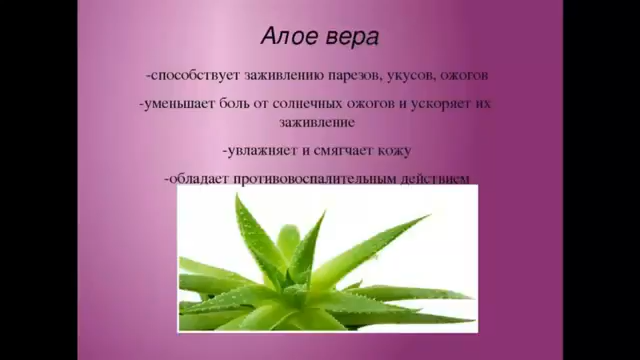 Алое вера
-способствует заживлению парезов, укусов, ожогов
-уменьшает боль от солнечных ожогов и ускоряет их
заживление
-увлажняет и смягчает кожу
-обладает противовоспалительным действием